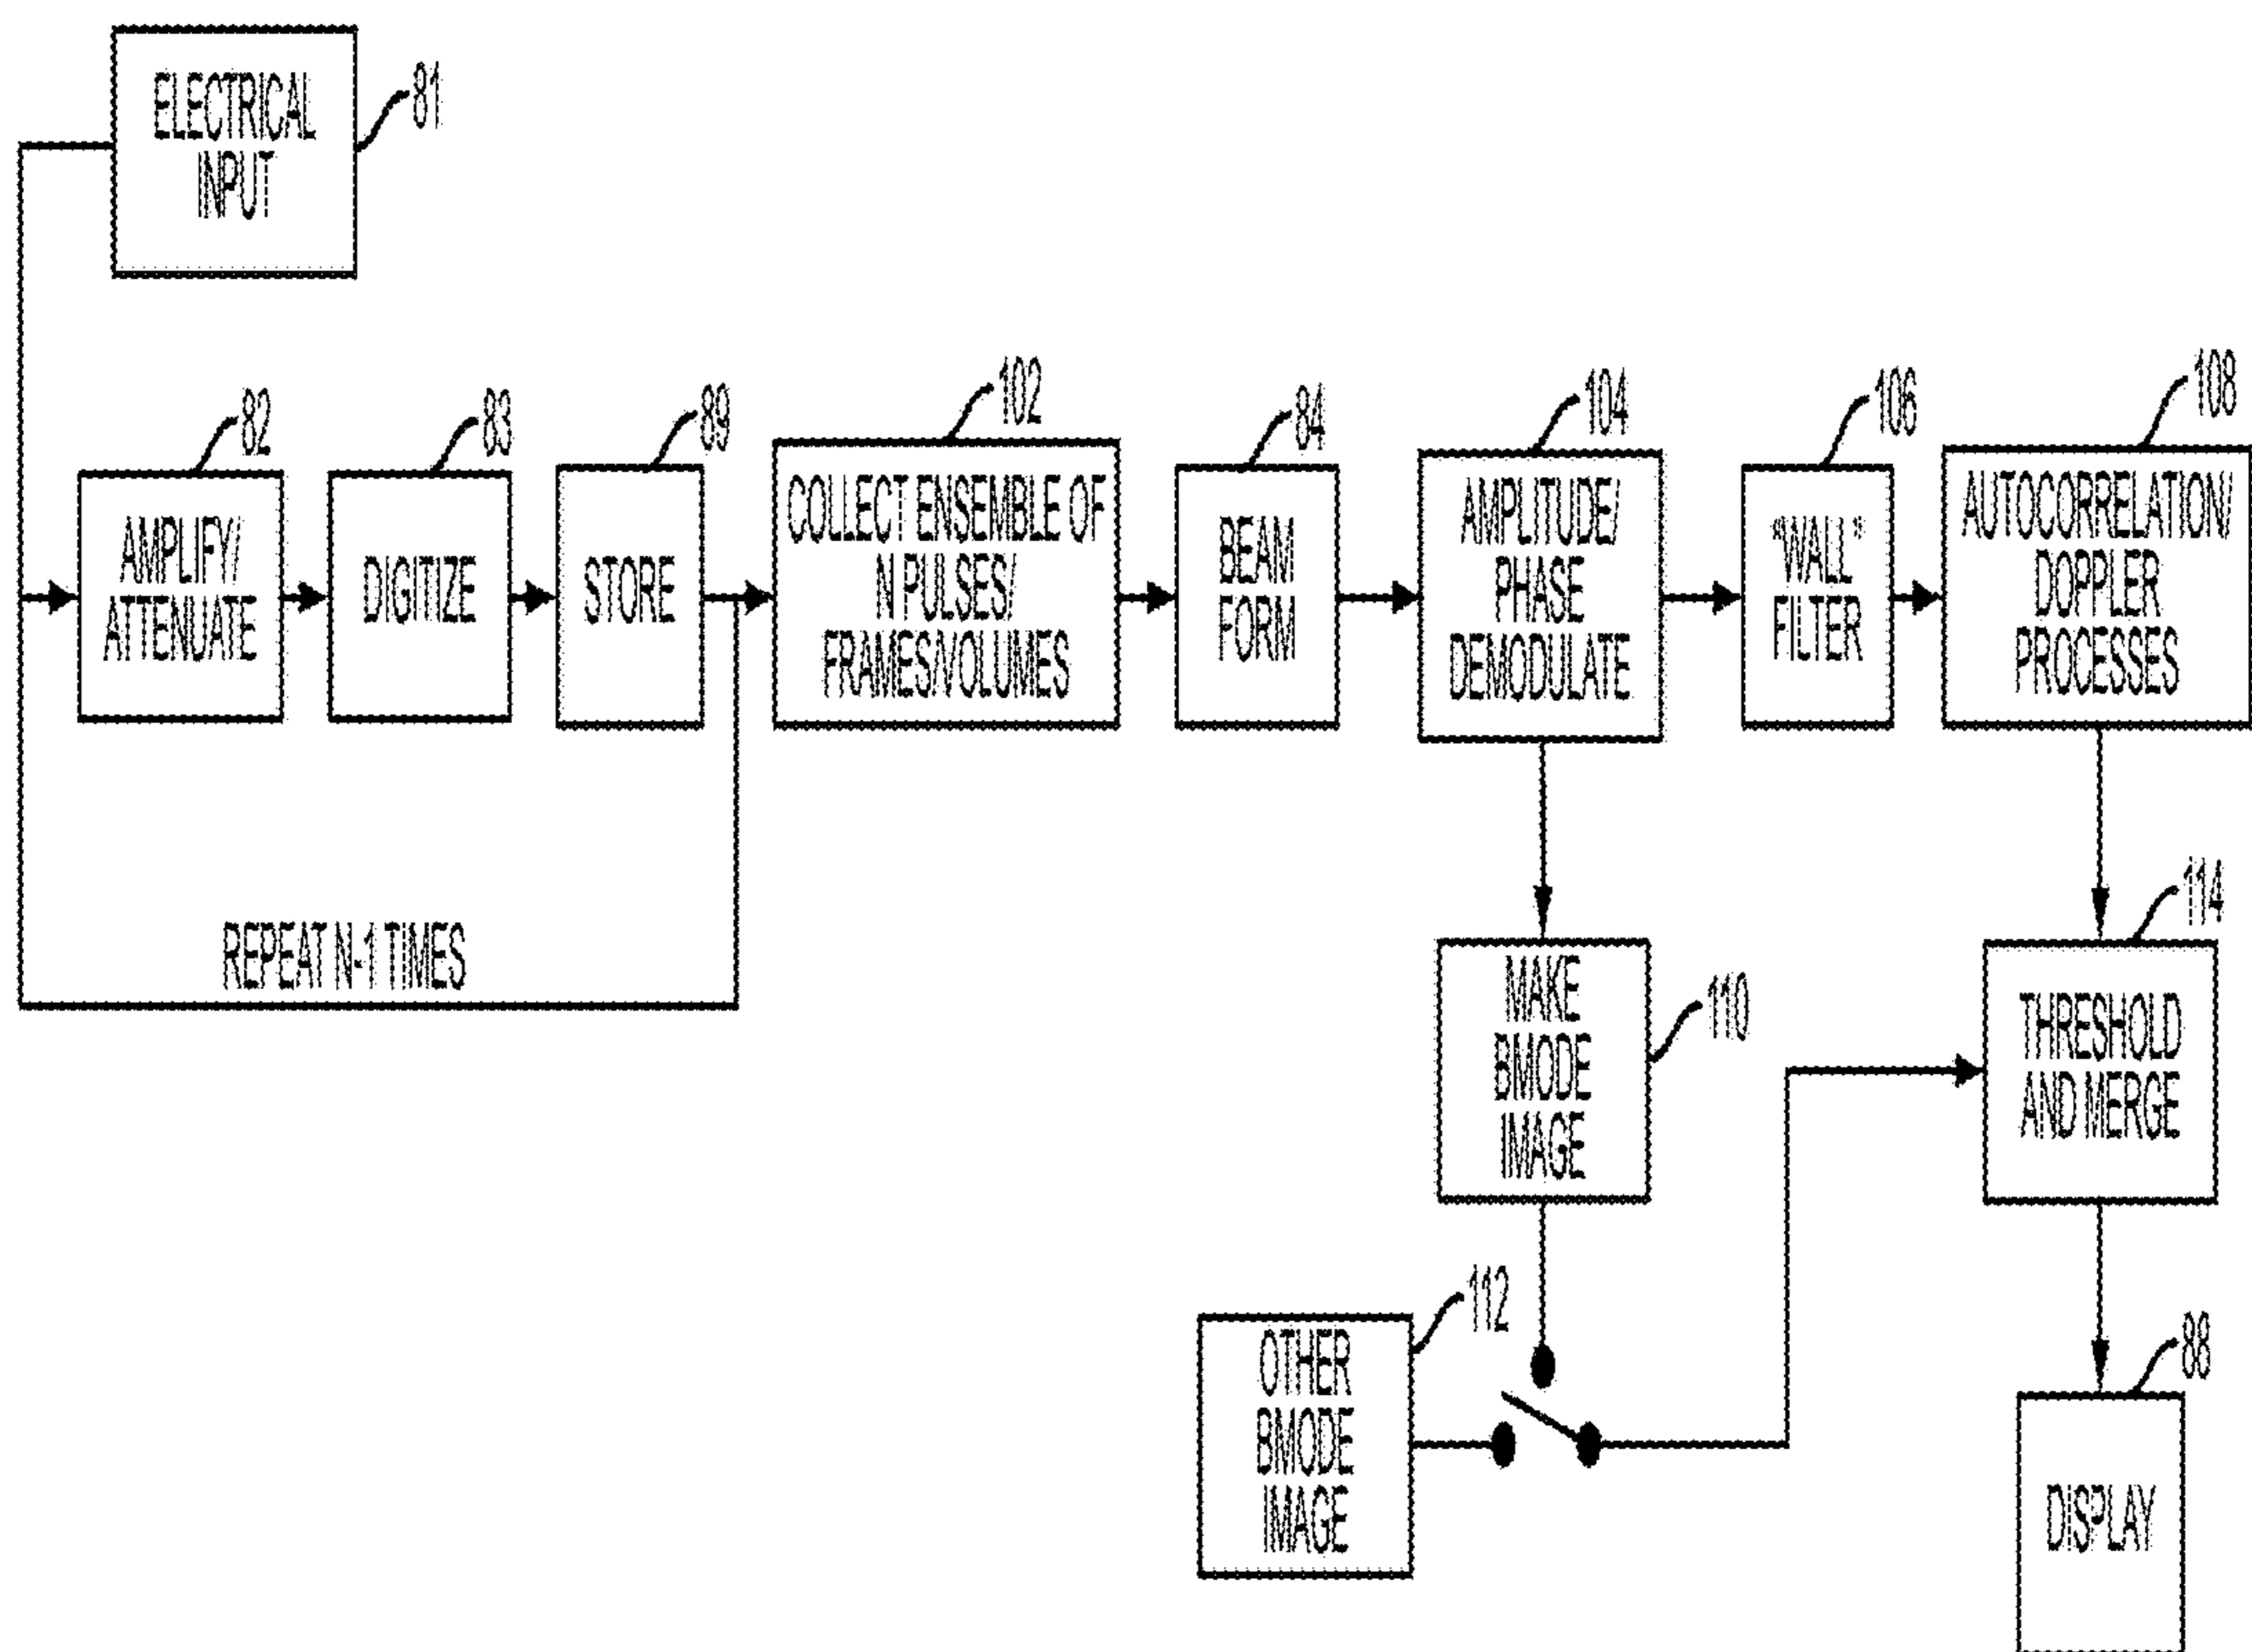 ELECTRICAL
INPUT
81
82
AMPLIFY/
ATTENUATE
83
DIGITIZE
89
STORE
102
COLLECT ENSEMBLE OF
N PULSES/
FRAMES/VOLUMES
84
BEAM
FORM
104
AMPLITUDE/
PHASE
DEMODULATE
106
“WALL”
FILTER
108
AUTOCORRELATION/
DOPPLER
PROCESSES
REPEAT N-1 TIMES
MAKE
BMODE
IMAGE
110
114
THRESHOLD
AND MERGE
OTHER
BMODE
IMAGE
112
88
DISPLAY